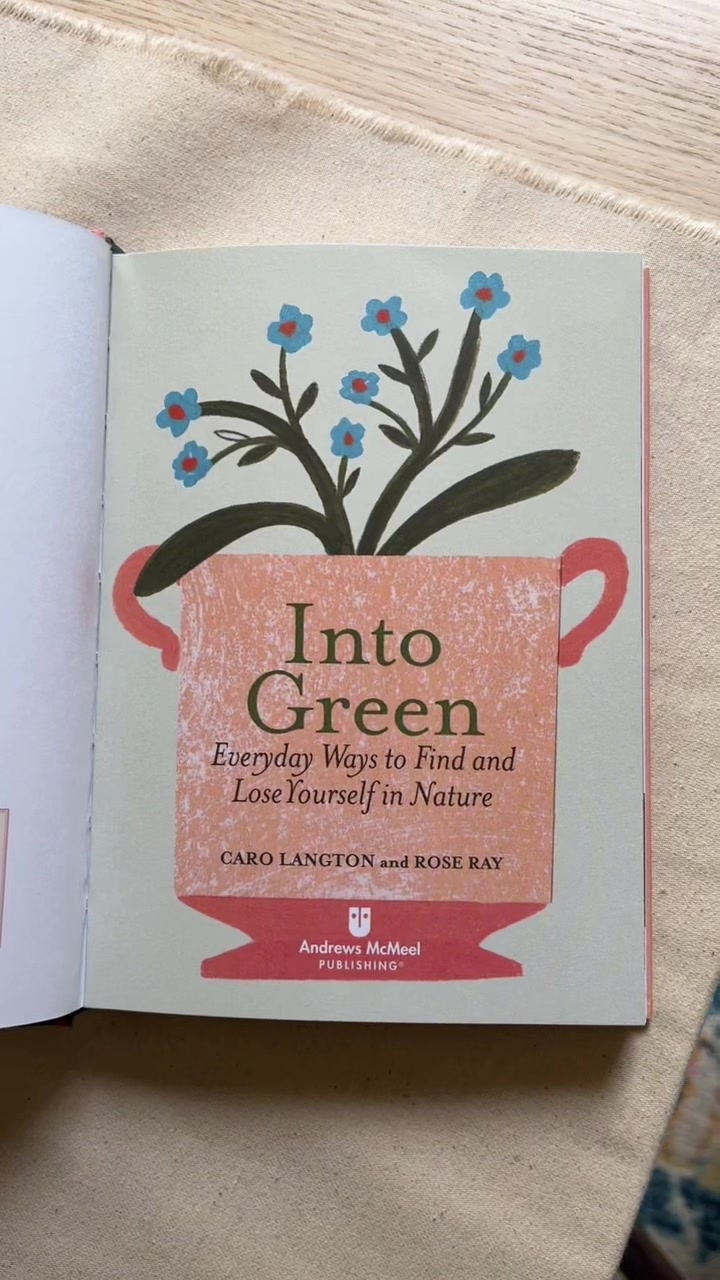 Into
Green
Everyday Ways to Find and
Lose Yourself in Nature
CARO LANGTON and ROSE RAY
Andrews McMeel
PUBLISHING®